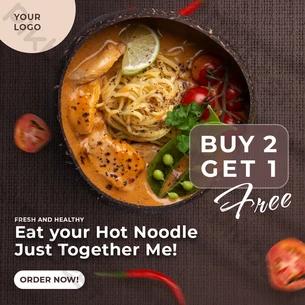 YOUR
LOGO
BUY 2
GET 1
Free
FRESH AND HEALTHY
Eat your Hot Noodle
Just Together Me!
ORDER NOW!